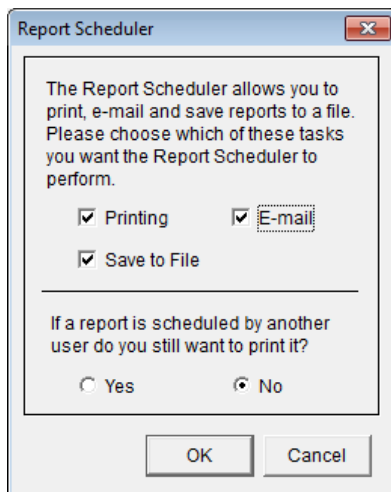 Report Scheduler
The Report Scheduler allows you to
print, e-mail and save reports to a file.
Please choose which of these tasks
you want the Report Scheduler to
perform.
Printing E-mail
Save to File
If a report is scheduled by another
user do you still want to print it?
Yes No
OK Cancel